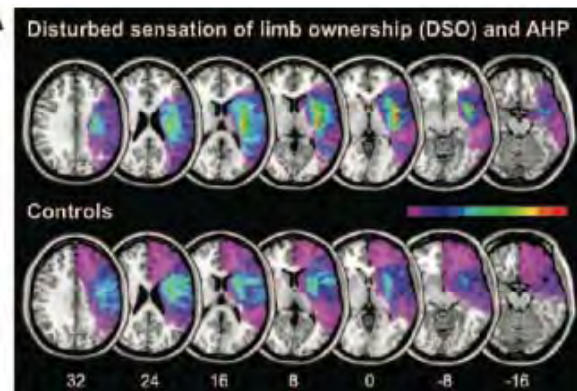 A
Disturbed sensation of limb ownership (DSO) and AHP
Controls
32 24 16 8 0 -8 -16